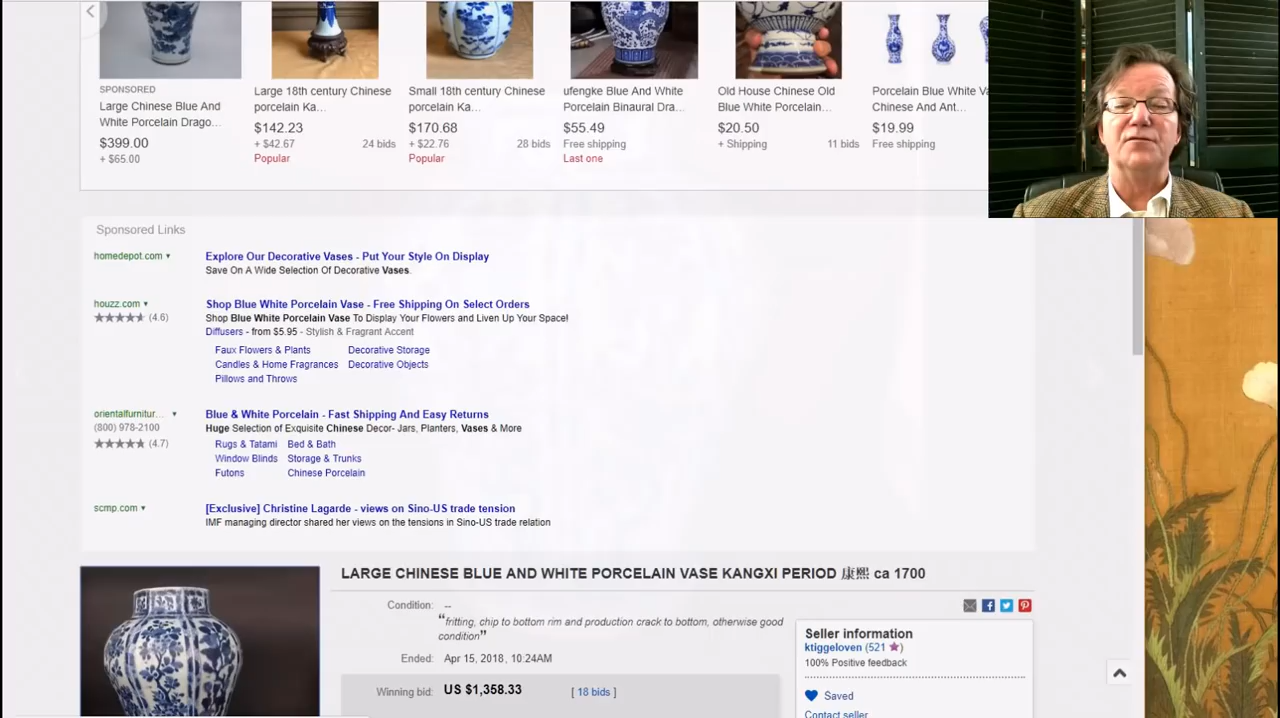 SPONSORED
Large Chinese Blue And
White Porcelain Drago...
$399.00
+ $65.00
Large 18th century Chinese
porcelain Ka...
$142.23
+ $42.67
24 bids
Popular
Small 18th century Chinese
porcelain Ka...
$170.68
+ $22.76
28 bids
Popular
ufengke Blue And White
Porcelain Binaural Dra...
$55.49
Free shipping
Last one
Old House Chinese Old
Blue White Porcelain...
$20.50
+ Shipping
11 bids
Porcelain Blue White Va
Chinese And Ant...
$19.99
Free shipping
Sponsored Links
homedepot.com
Explore Our Decorative Vases - Put Your Style On Display
Save On A Wide Selection Of Decorative Vases.
houzz.com
(4.6)
Shop Blue White Porcelain Vase - Free Shipping On Select Orders
Shop Blue White Porcelain Vase To Display Your Flowers and Liven Up Your Space!
Diffusers - from $5.95 - Stylish & Fragrant Accent
Faux Flowers & Plants Decorative Storage
Candles & Home Fragrances Decorative Objects
Pillows and Throws
orientalfurnitur...
(800) 978-2100
(4.7)
Blue & White Porcelain - Fast Shipping And Easy Returns
Huge Selection of Exquisite Chinese Decor- Jars, Planters, Vases & More
Rugs & Tatami Bed & Bath
Window Blinds Storage & Trunks
Futons Chinese Porcelain
scmp.com
[Exclusive] Christine Lagarde - views on Sino-US trade tension
IMF managing director shared her views on the tensions in Sino-US trade relation
LARGE CHINESE BLUE AND WHITE PORCELAIN VASE KANGXI PERIOD 康熙 ca 1700
Condition: --
“fritting, chip to bottom rim and production crack to bottom, otherwise good
condition”
Ended: Apr 15, 2018 , 10:24AM
Winning bid: US $1,358.33 [ 18 bids ]
Seller information
ktiggeloven (521 ★)
100% Positive feedback
Saved
Contact seller